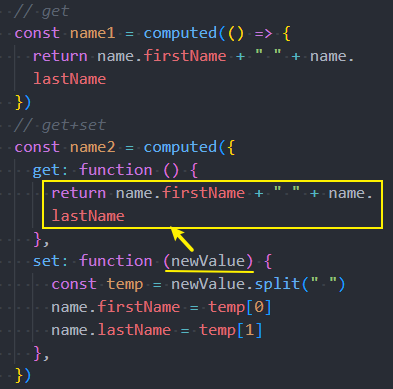 // get
const name1 = computed(() => {
return name.firstName + " " + name.
lastName
})
// get+set
const name2 = computed({
get: function () {
return name.firstName + " " + name.
lastName
},
set: function (newValue) {
const temp = newValue.split(" ")
name.firstName = temp[0]
name.lastName = temp[1]
},
})